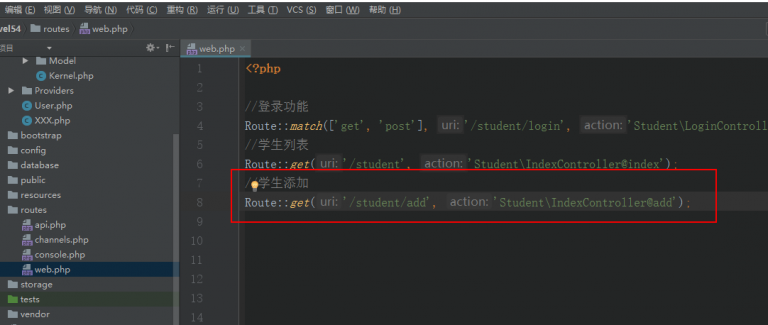 编辑 (E) 视图 (V) 导航 (N) 代码 (C) 重构 (R) 运行 (U) 工具 (T) VCS (S) 窗口 (W) 帮助 (H)
vel54 routes web.php
项目
web.php
Model
Kernel.php
Providers
User.php
XXX.php
bootstrap
config
database
public
resources
routes
api.php
channels.php
console.php
web.php
storage
tests
vendor
1 <?php
2
3 //登录功能
4 Route::match(['get', 'post'], uri: '/student/login', action: 'Student\LoginControll
5 //学生列表
6 Route::get( uri: '/student', action: 'Student\IndexController@index');
7 //学生添加
8 Route::get( uri: '/student/add', action: 'Student\IndexController@add');
9
10
11
12
13
14